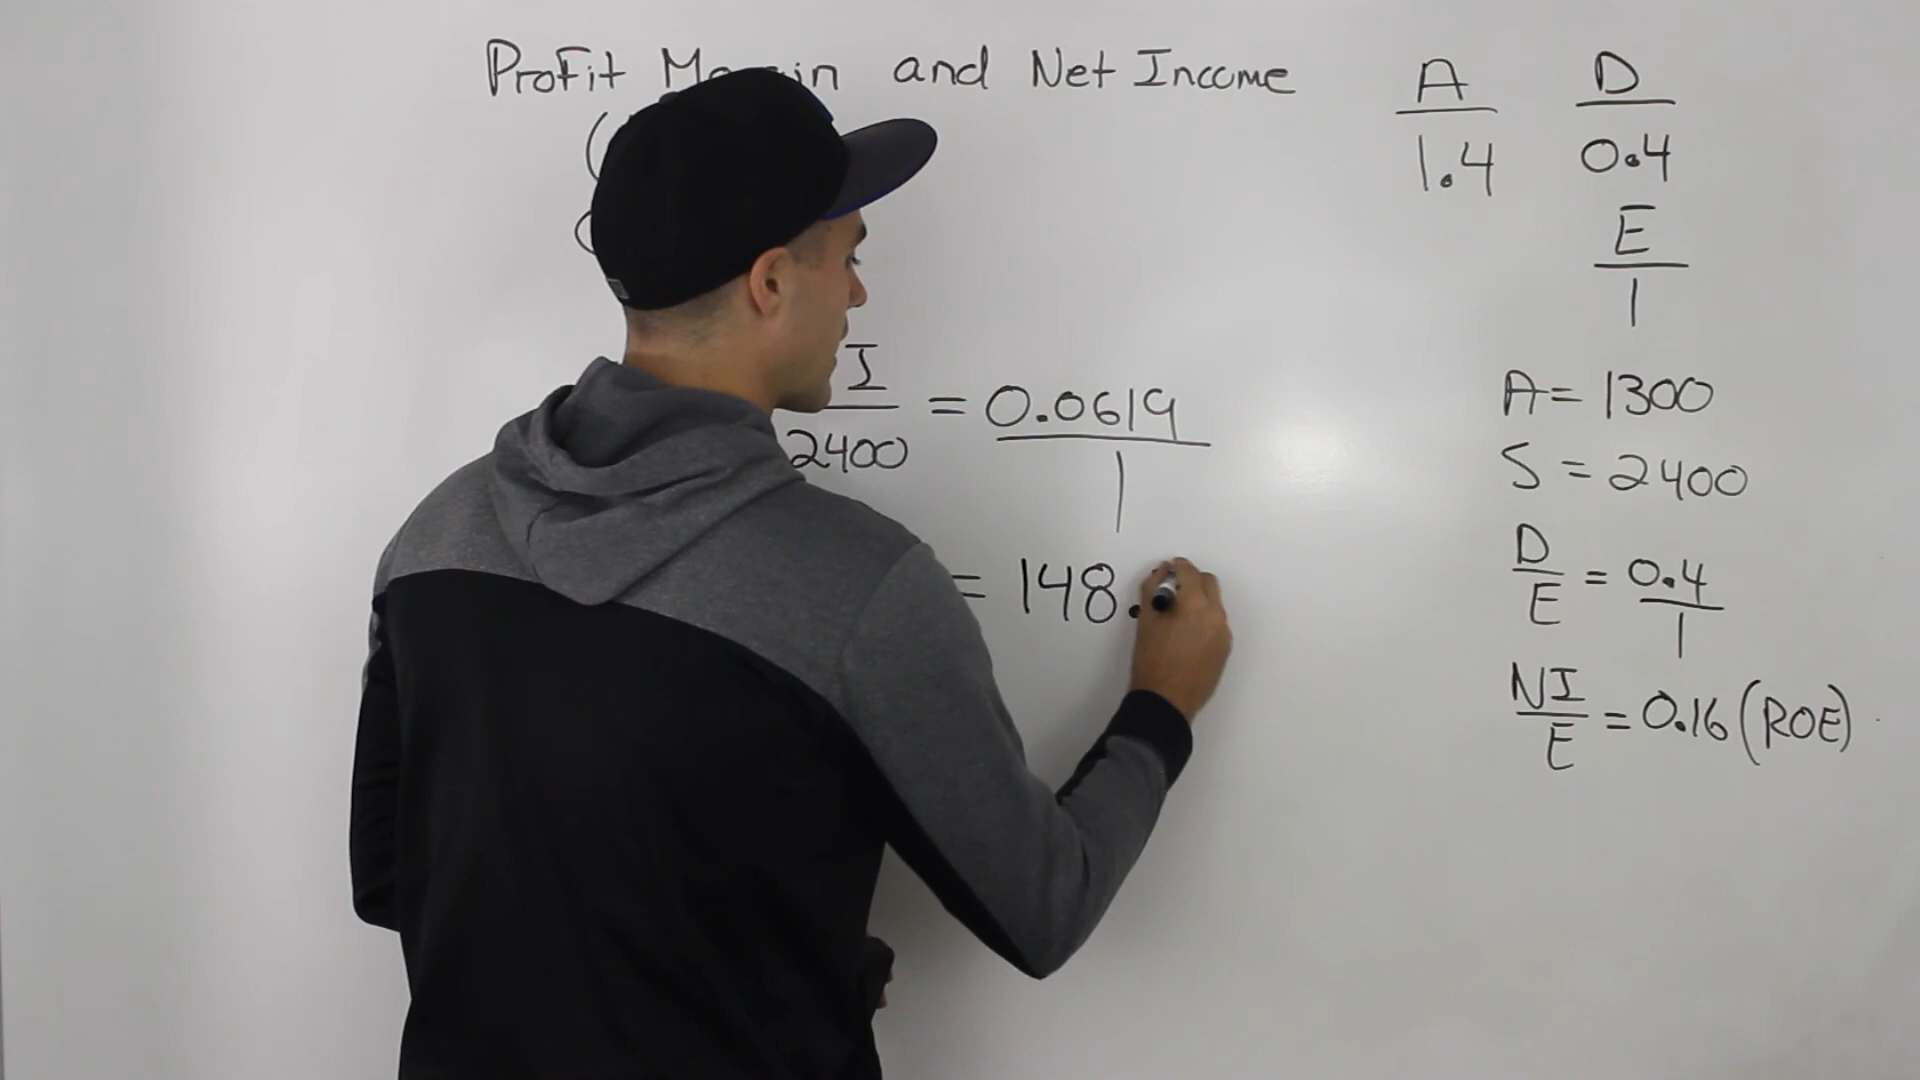 Profit and Net Income
I
2400
= 0.0619
1
= 148.
A
1.4
D
0.4
E
1
A = 1300
S = 2400
D
E
= 0.4
1
NI
E
= 0.16 (ROE)